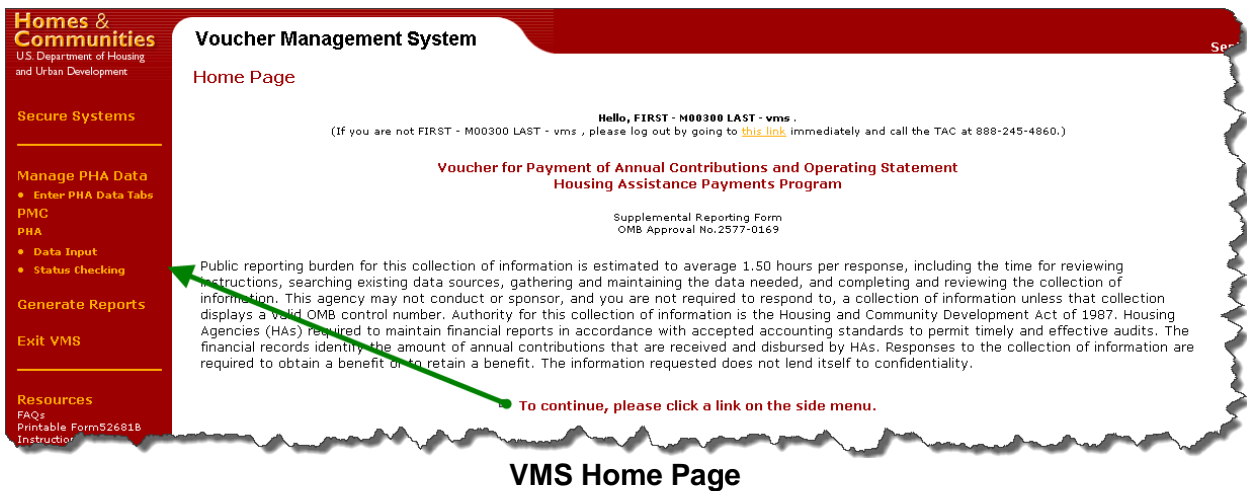 Homes &
Communities
U.S. Department of Housing
and Urban Development
Secure Systems
Manage PHA Data
• Enter PHA Data Tabs
PMC
PHA
• Data Input
• Status Checking
Generate Reports
Exit VMS
Resources
FAQs
Printable Form52681B
Voucher Management System
Home Page
Hello, FIRST - M00300 LAST - vms .
(If you are not FIRST - M00300 LAST - vms , please log out by going to this link immediately and call the TAC at 888-245-4860.)
Voucher for Payment of Annual Contributions and Operating Statement
Housing Assistance Payments Program
Supplemental Reporting Form
OMB Approval No.2577-0169
Public reporting burden for this collection of information is estimated to average 1.50 hours per response, including the time for reviewing
instructions, searching existing data sources, gathering and maintaining the data needed, and completing and reviewing the collection of
information. This agency may not conduct or sponsor, and you are not required to respond to, a collection of information unless that collection
displays a valid OMB control number. Authority for this collection of information is the Housing and Community Development Act of 1987. Housing
Agencies (HAs) required to maintain financial reports in accordance with accepted accounting standards to permit timely and effective audits. The
financial records identify the amount of annual contributions that are received and disbursed by HAs. Responses to the collection of information are
required to obtain a benefit or to retain a benefit. The information requested does not lend itself to confidentiality.
To continue, please click a link on the side menu.
VMS Home Page